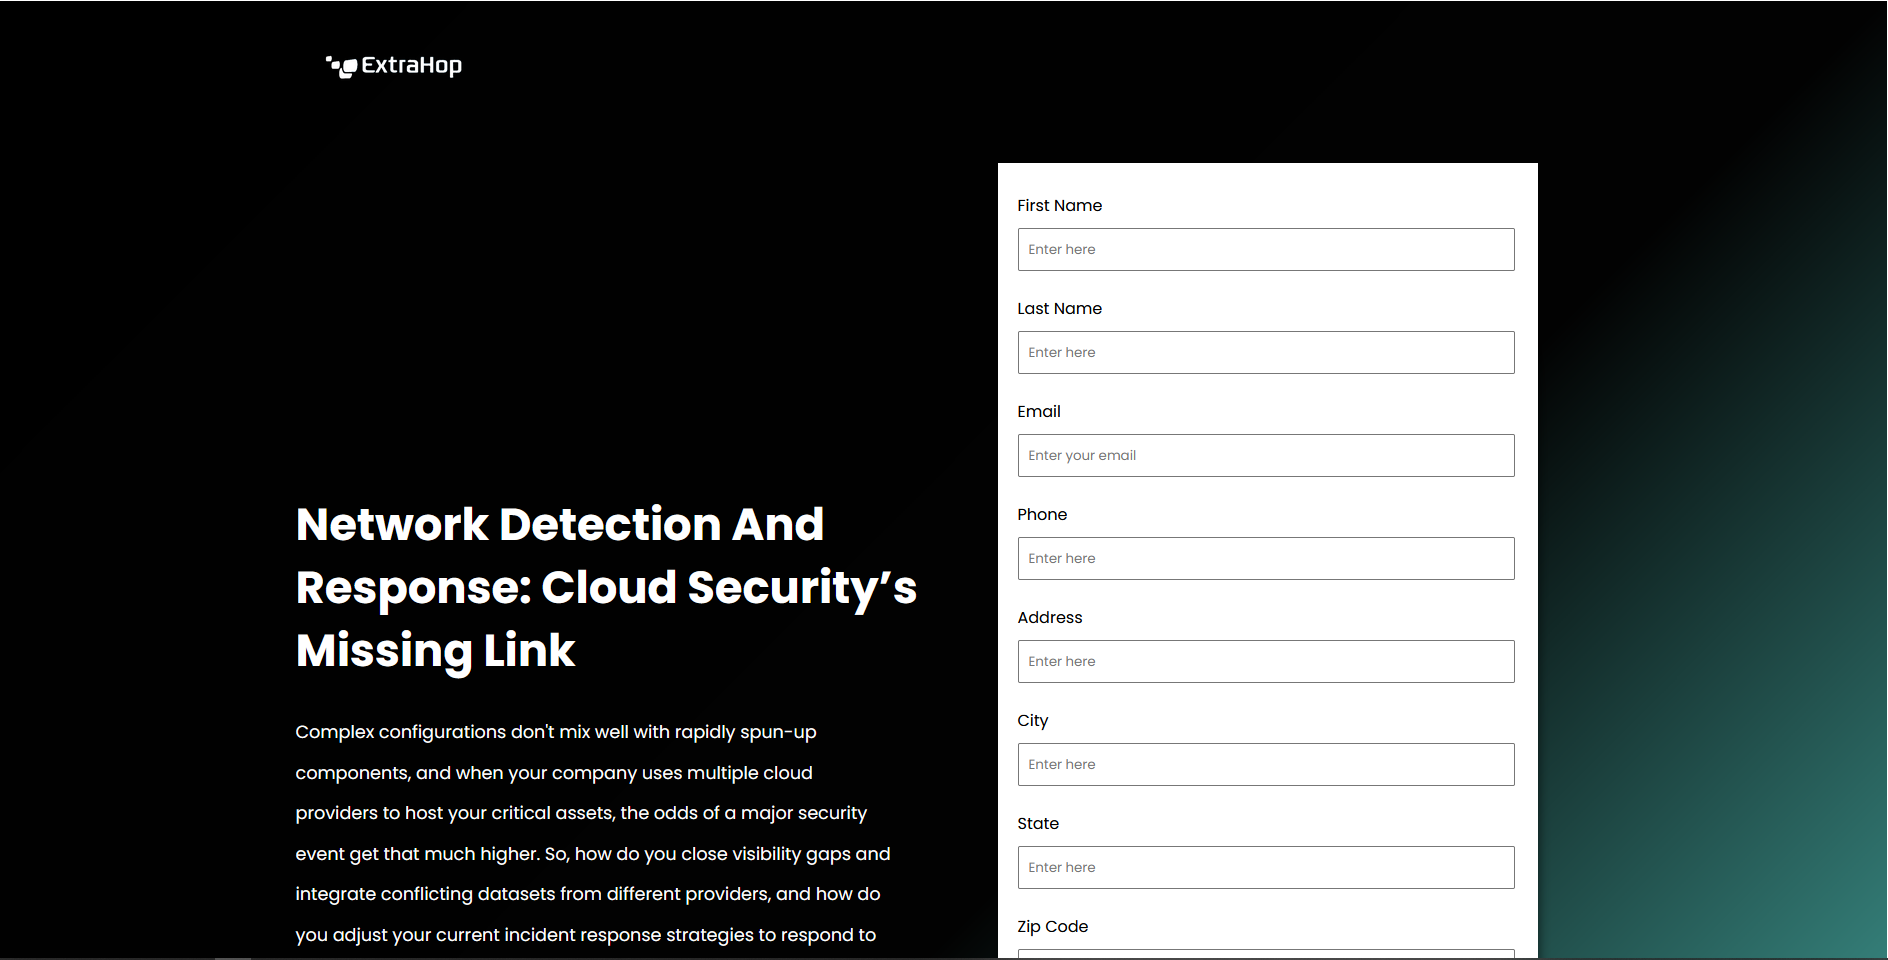 ExtraHop
Network Detection And
Response: Cloud Security’s
Missing Link
Complex configurations don't mix well with rapidly spun-up
components, and when your company uses multiple cloud
providers to host your critical assets, the odds of a major security
event get that much higher. So, how do you close visibility gaps and
integrate conflicting datasets from different providers, and how do
you adjust your current incident response strategies to respond to
First Name
Enter here
Last Name
Enter here
Email
Enter your email
Phone
Enter here
Address
Enter here
City
Enter here
State
Enter here
Zip Code